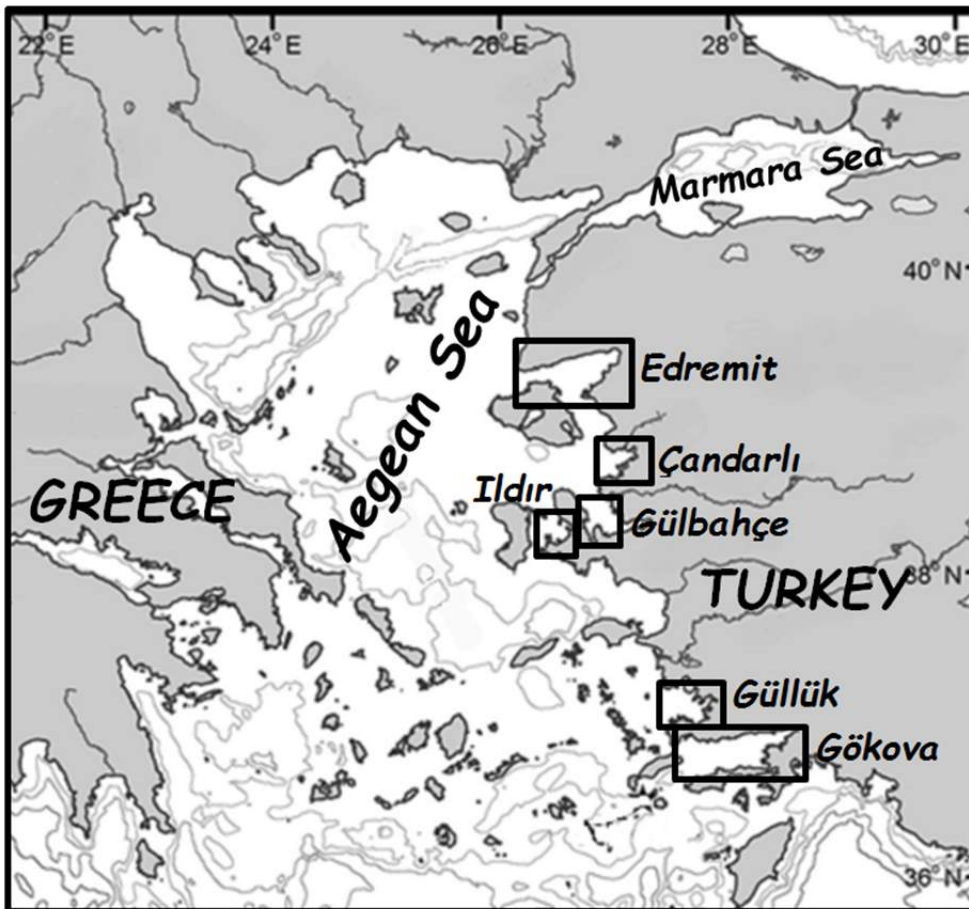 22°E 24°E 26°E 28°E 30°E
Marmara Sea
40°N
Aegean Sea
Edremit
Çandarlı
Ildır
GREECE
Gülbahçe
38°N
TURKEY
Güllük
Gökova
36°N